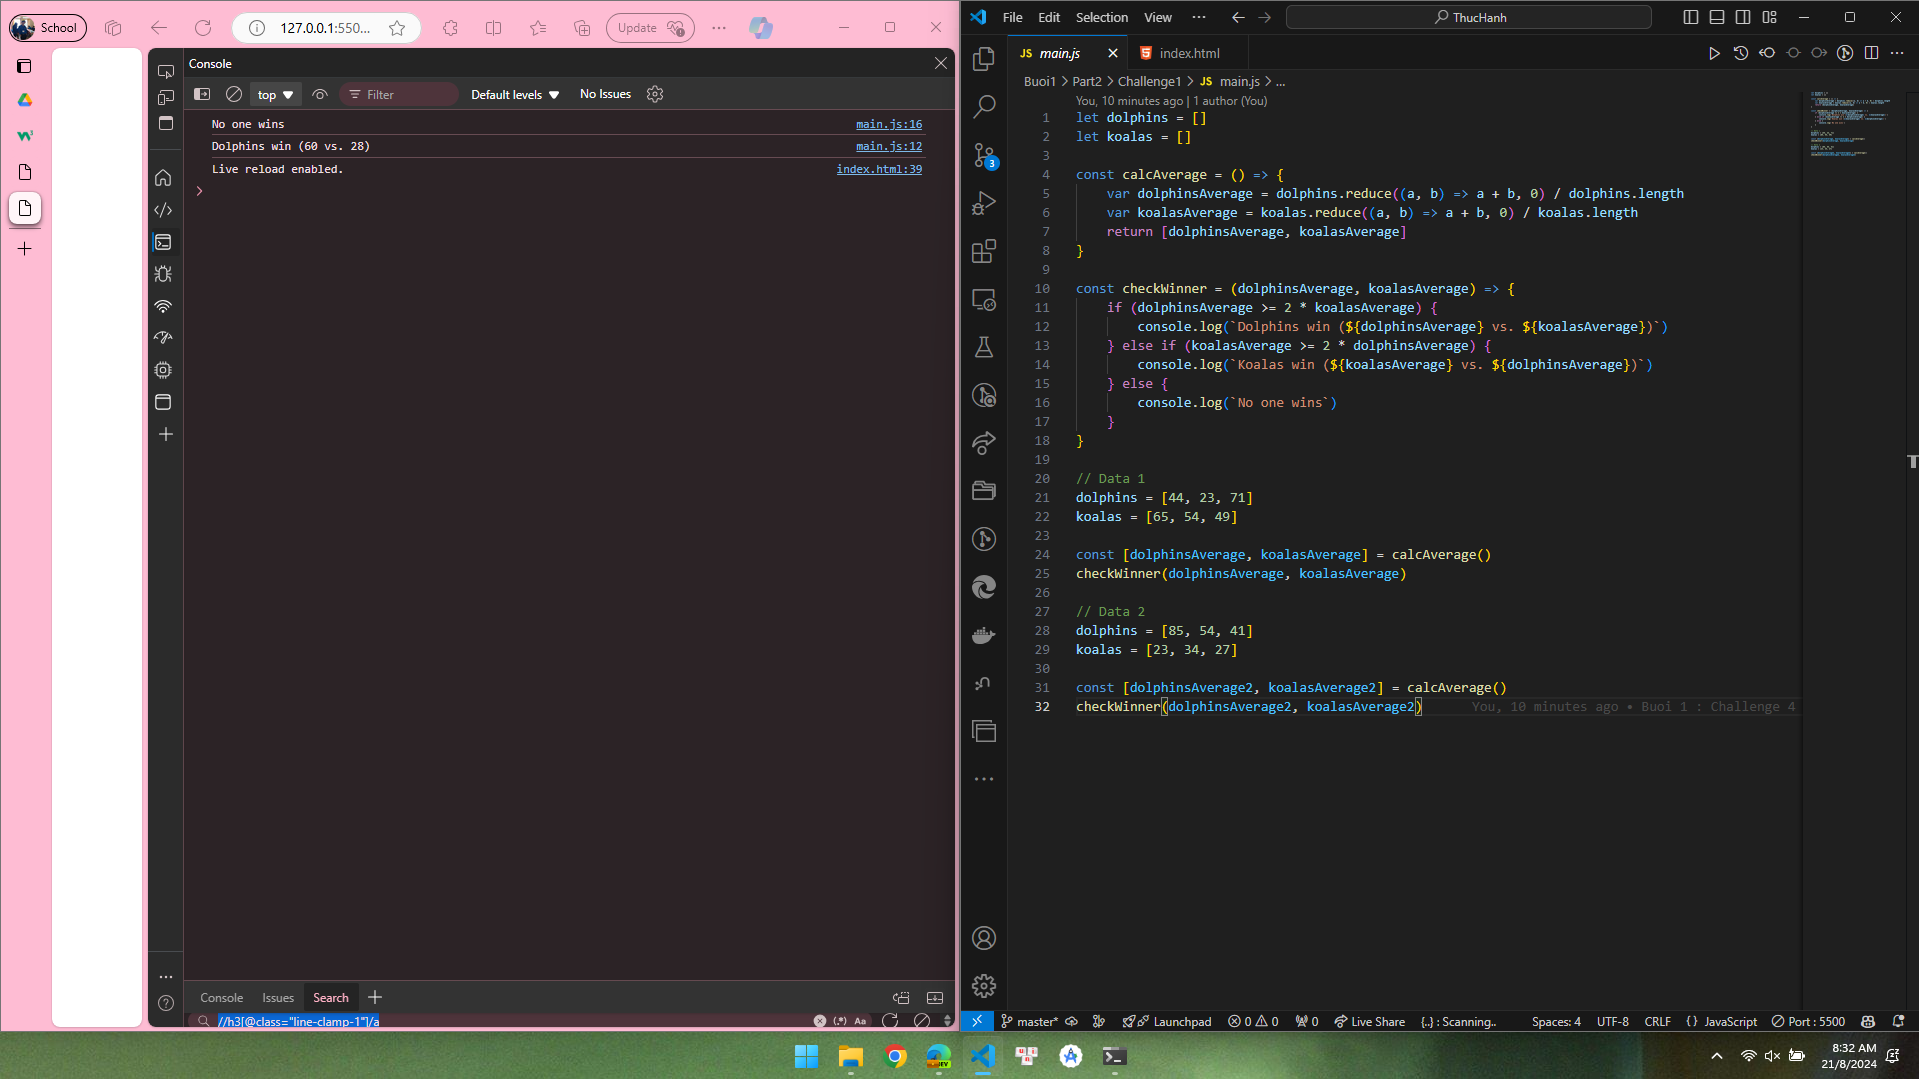 School
127.0.0.1:550...
Update
Console
top
Filter
Default levels
No Issues
No one wins main.js:16
Dolphins win (60 vs. 28) main.js:12
Live reload enabled. index.html:39
Console
Issues
Search
//h3[@class="line-clamp-1"]/a
(.*)
Aa
File
Edit
Selection
View
ThucHanh
JS main.js
index.html
Buoi1 > Part2 > Challenge1 > JS main.js > ...
You, 10 minutes ago | 1 author (You)
1 let dolphins = []
2 let koalas = []
3
4 const calcAverage = () => {
5 var dolphinsAverage = dolphins.reduce((a, b) => a + b, 0) / dolphins.length
6 var koalasAverage = koalas.reduce((a, b) => a + b, 0) / koalas.length
7 return [dolphinsAverage, koalasAverage]
8 }
9
10 const checkWinner = (dolphinsAverage, koalasAverage) => {
11 if (dolphinsAverage >= 2 * koalasAverage) {
12 console.log(`Dolphins win (${dolphinsAverage} vs. ${koalasAverage})`)
13 } else if (koalasAverage >= 2 * dolphinsAverage) {
14 console.log(`Koalas win (${koalasAverage} vs. ${dolphinsAverage})`)
15 } else {
16 console.log(`No one wins`)
17 }
18 }
19
20 // Data 1
21 dolphins = [44, 23, 71]
22 koalas = [65, 54, 49]
23
24 const [dolphinsAverage, koalasAverage] = calcAverage()
25 checkWinner(dolphinsAverage, koalasAverage)
26
27 // Data 2
28 dolphins = [85, 54, 41]
29 koalas = [23, 34, 27]
30
31 const [dolphinsAverage2, koalasAverage2] = calcAverage()
32 checkWinner(dolphinsAverage2, koalasAverage2) You, 10 minutes ago • Buoi 1 : Challenge 4
3
master*
Launchpad
0
0
0
Live Share
{..} : Scanning..
Spaces: 4
UTF-8
CRLF
{ } JavaScript
Port : 5500
8:32 AM
21/8/2024